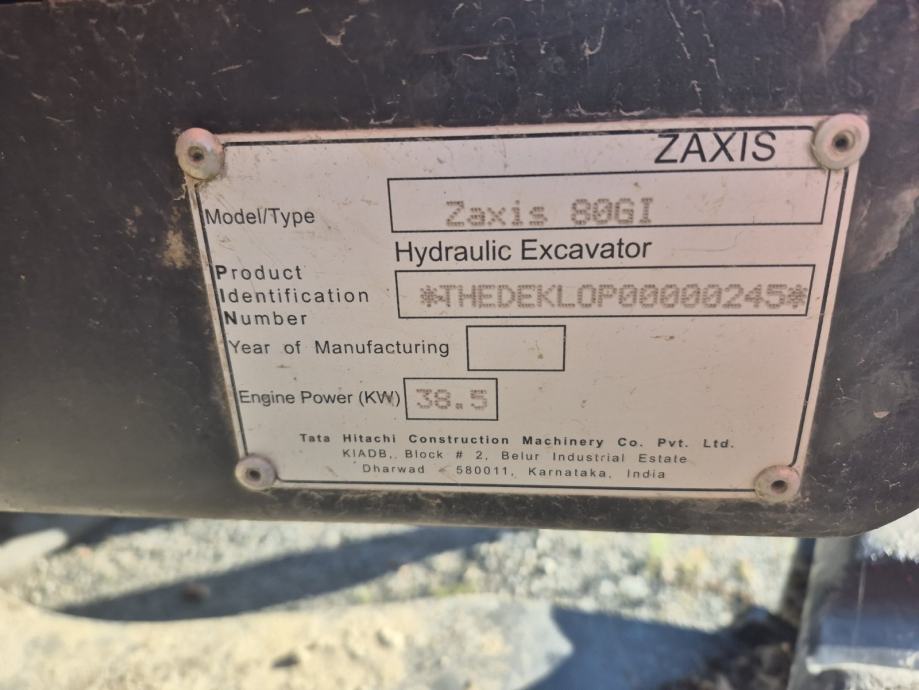 ZAXIS
Model/Type Zaxis 80GI
Hydraulic Excavator
Product
Identification *THEDEKLOP00000245*
Number
Year of Manufacturing
Engine Power (KW) 38.5
Tata Hitachi Construction Machinery Co. Pvt. Ltd.
KIADB, Block # 2, Belur Industrial Estate
Dharwad - 580011, Karnataka, India